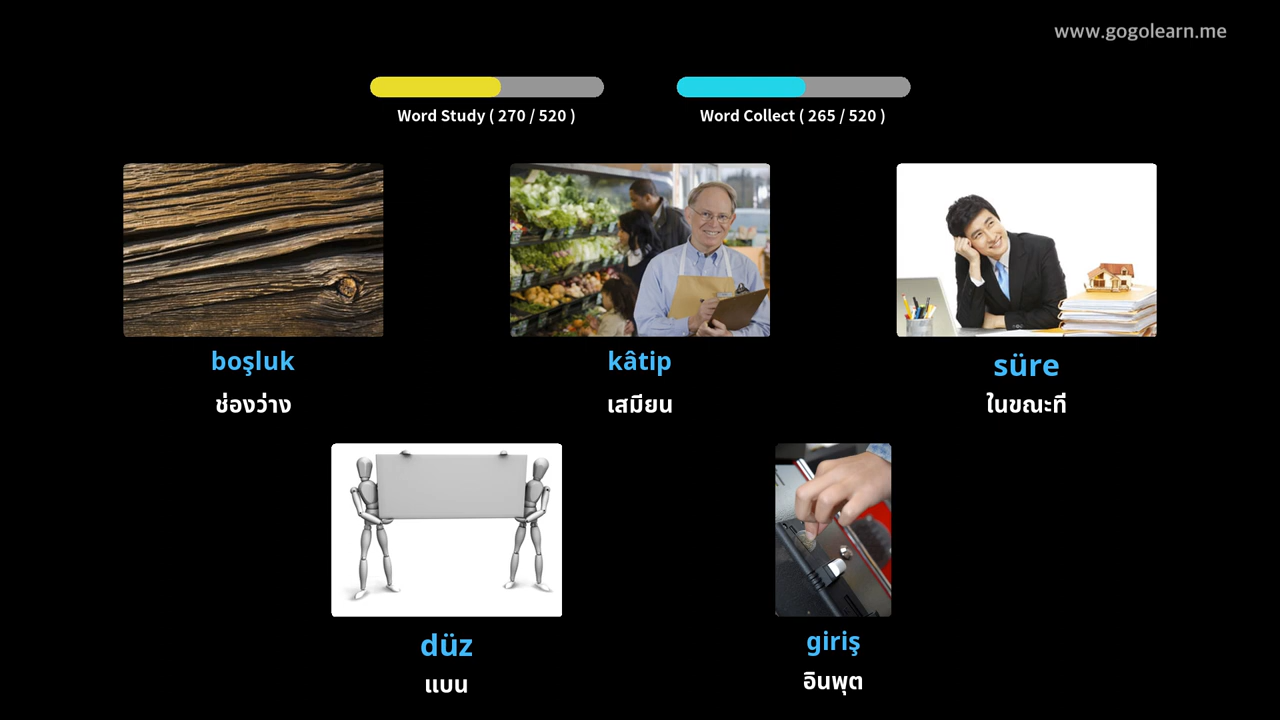 www.gogolearn.me
Word Study ( 270 / 520 )
Word Collect ( 265 / 520 )
boşluk
ช่องว่าง
kâtip
เสมียน
süre
ในขณะที่
düz
แบน
giriş
อินพุต